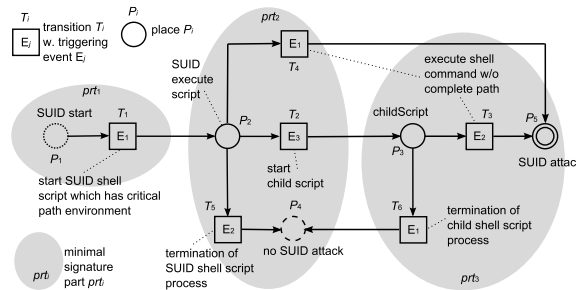 Ti
Ej
transition Ti
w. triggering
event Ej
Pi
place Pi
prt2
SUID
execute
script
E1
T4
execute shell
command w/o
complete path
prt1
SUID start
T1
P2
T2
childScript
T3
P5
E1
E3
E2
P1
P3
SUID attac
start SUID shell
script which has critical
path environment
start
child script
T5
P4
T6
E2
E1
termination of
child shell script
process
no SUID attack
termination of
SUID shell script
process
minimal
signature
part prti
prti
prt3